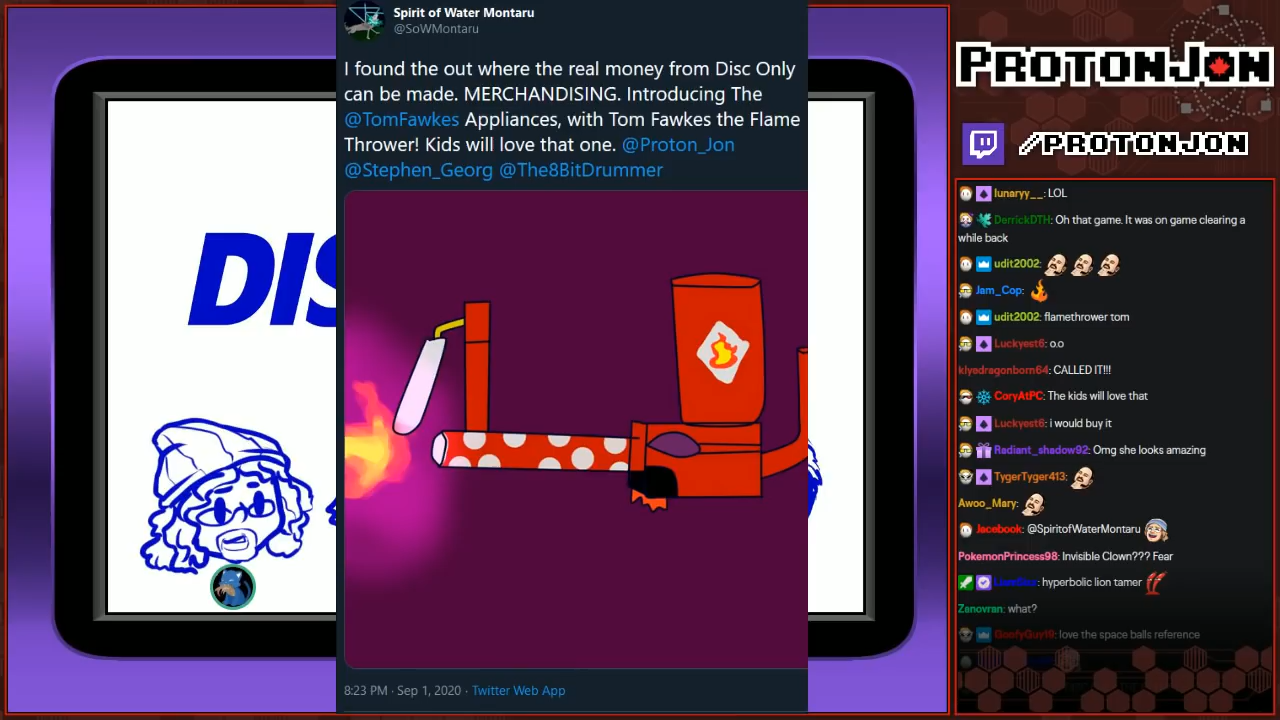 Spirit of Water Montaru
@SoWMontaru
I found the out where the real money from Disc Only
can be made. MERCHANDISING. Introducing The
@TomFawkes Appliances, with Tom Fawkes the Flame
Thrower! Kids will love that one. @Proton_Jon
@Stephen_Georg @The8BitDrummer
DIS
8:23 PM · Sep 1, 2020 · Twitter Web App
PROTONJON
/PROTONJON
lunaryy__: LOL
DerrickDTH: Oh that game. It was on game clearing a
while back
udit2002:
Jam_Cop:
udit2002: flamethrower tom
Luckyest6: o.o
klyedragonborn64: CALLED IT!!!
CoryAtPC: The kids will love that
Luckyest6: i would buy it
Radiant_shadow92: Omg she looks amazing
TygerTyger413:
Awoo_Mary:
Jacebook: @SpiritofWaterMontaru
PokemonPrincess98: Invisible Clown??? Fear
hyperbolic lion tamer
Zenovran: what?
GoofyGuy19: love the space balls reference